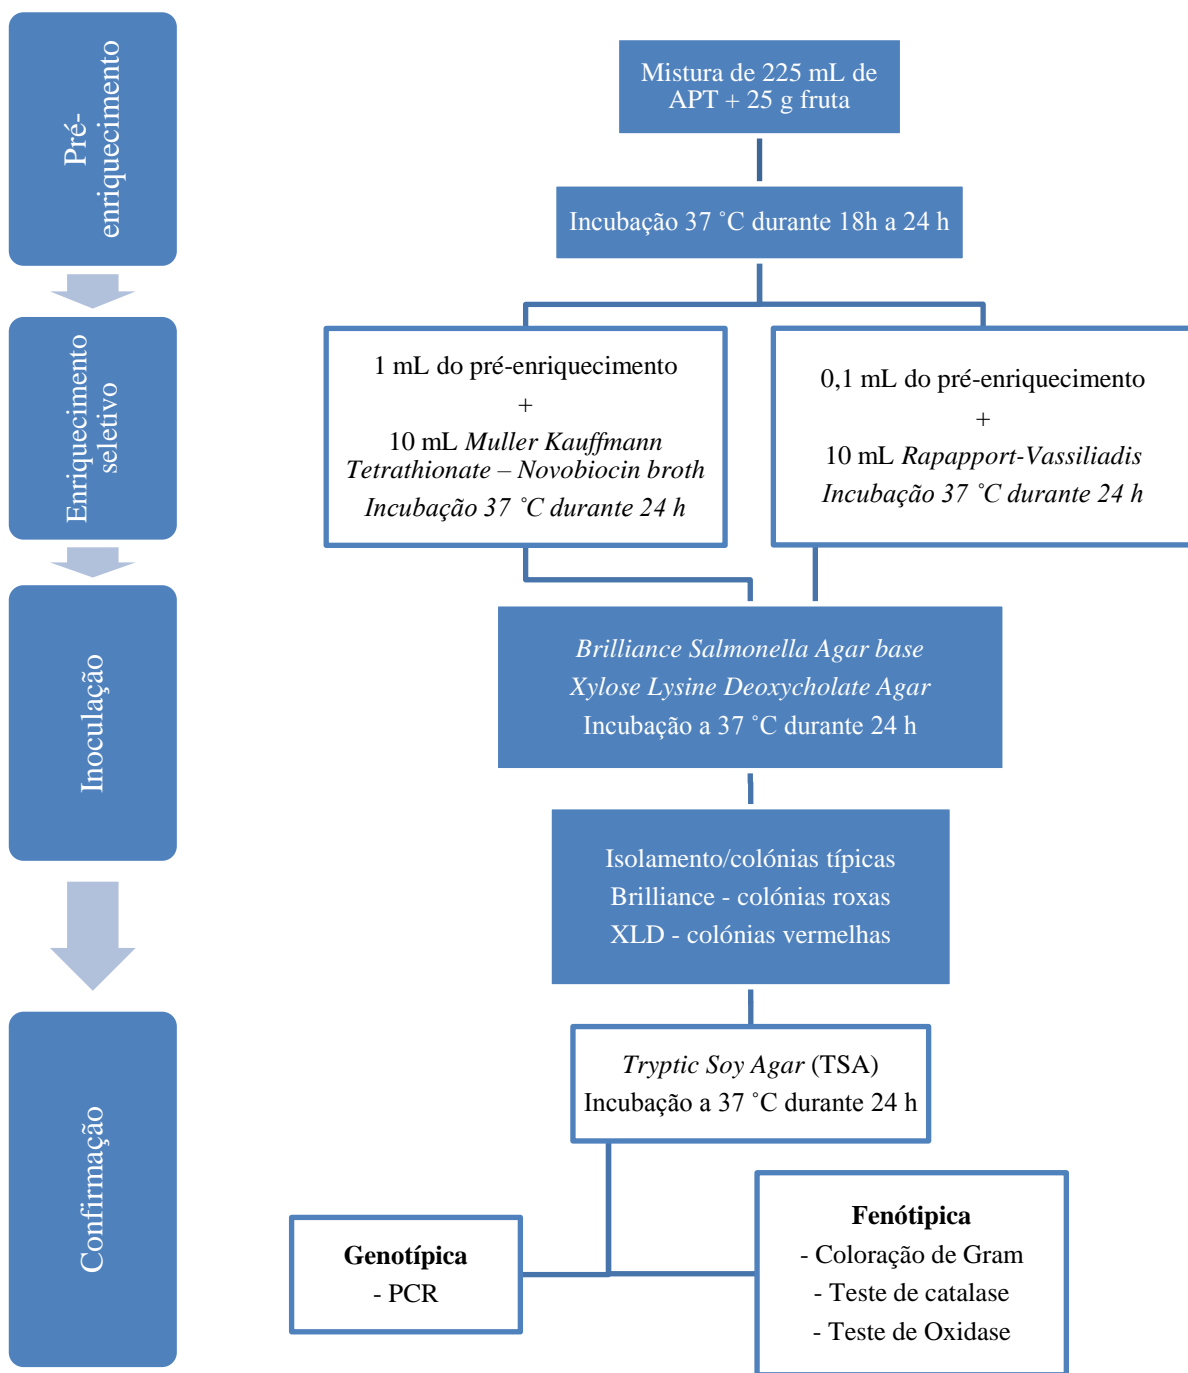 Pré-
enriquecimento
Mistura de 225 mL de
APT + 25 g fruta
Incubação 37 ˚C durante 18h a 24 h
Enriquecimento
seletivo
1 mL do pré-enriquecimento
+
10 mL Muller Kauffmann
Tetrathionate – Novobiocin broth
Incubação 37 ˚C durante 24 h
0,1 mL do pré-enriquecimento
+
10 mL Rapapport-Vassiliadis
Incubação 37 ˚C durante 24 h
Inoculação
Brilliance Salmonella Agar base
Xylose Lysine Deoxycholate Agar
Incubação a 37 ˚C durante 24 h
Isolamento/colónias típicas
Brilliance - colónias roxas
XLD - colónias vermelhas
Confirmação
Tryptic Soy Agar (TSA)
Incubação a 37 ˚C durante 24 h
Genotípica
- PCR
Fenótipica
- Coloração de Gram
- Teste de catalase
- Teste de Oxidase